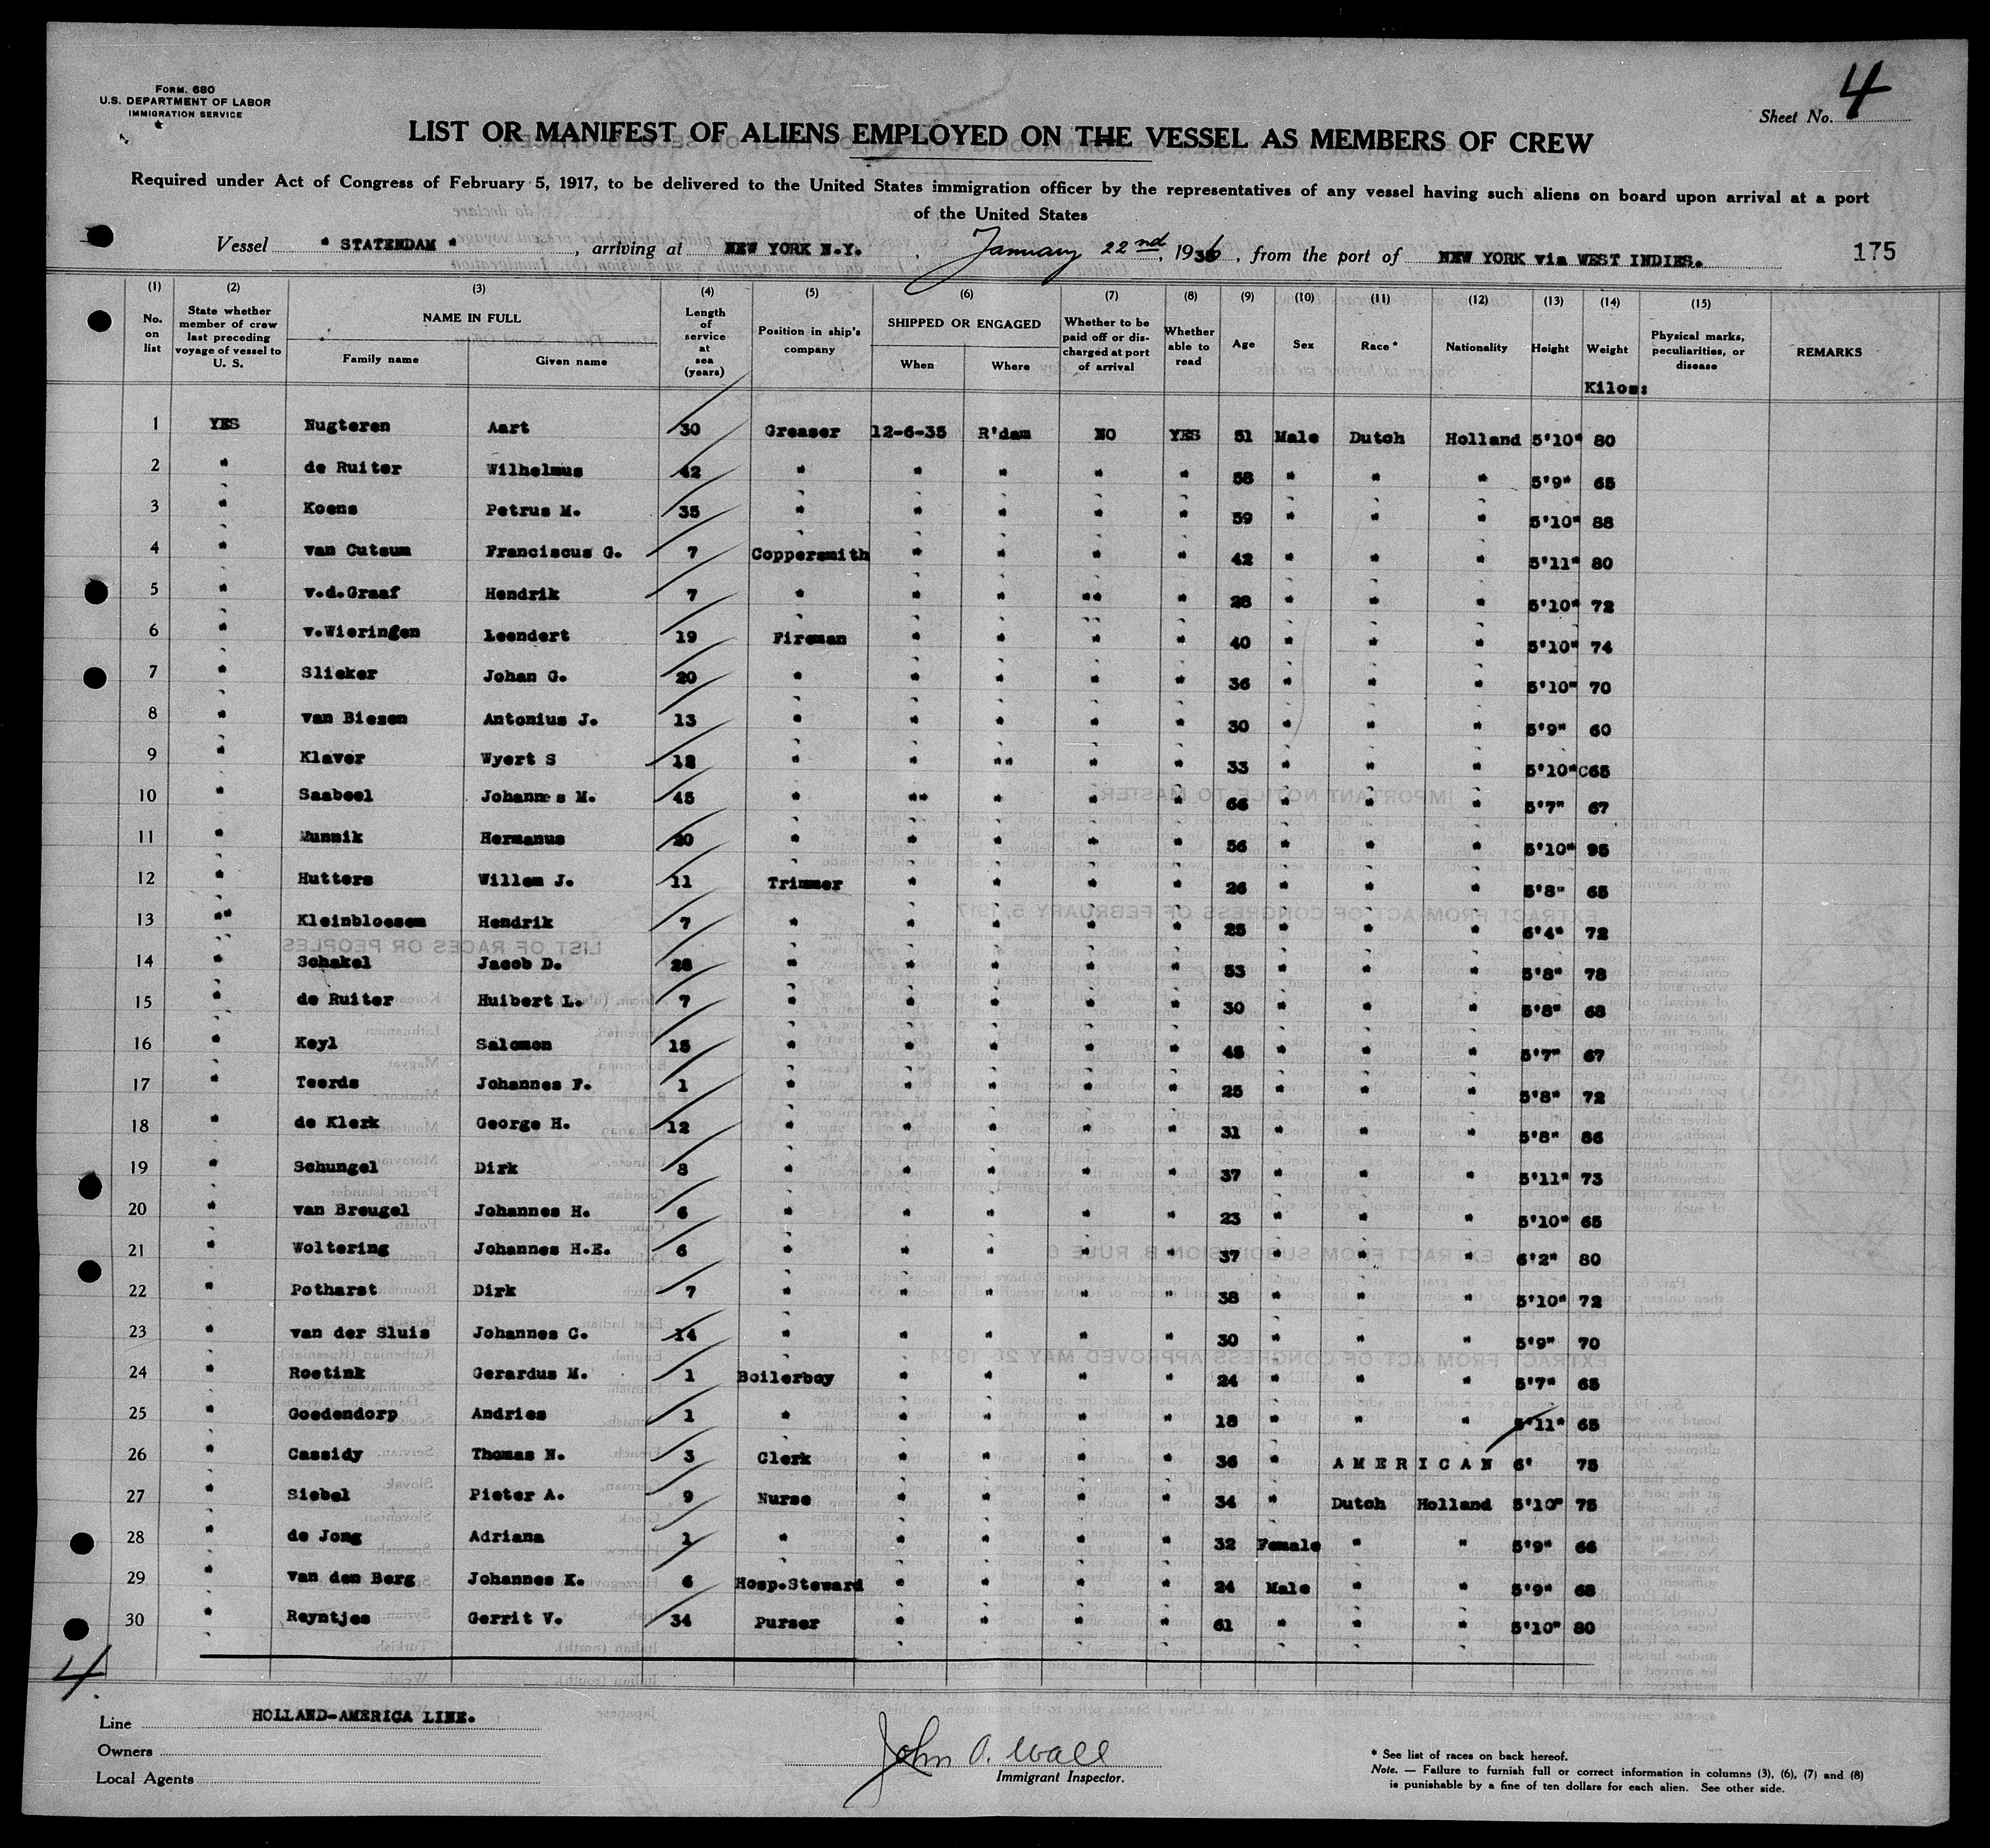 FORM. 680
U.S. DEPARTMENT OF LABOR
IMMIGRATION SERVICE
Sheet No. 4
LIST OR MANIFEST OF ALIENS EMPLOYED ON THE VESSEL AS MEMBERS OF CREW
Required under Act of Congress of February 5, 1917, to be delivered to the United States immigration officer by the representatives of any vessel having such aliens on board upon arrival at a port
of the United States
Vessel " STATENDAM " , arriving at NEW YORK N.Y. , January 22nd, 1936, from the port of NEW YORK via WEST INDIES. 175
(1) (2) (3) (4) (5) (6) (7) (8) (9) (10) (11) (12) (13) (14) (15)
No. on list | State whether member of crew last preceding voyage of vessel to U. S. | NAME IN FULL | Length of service at sea (years) | Position in ship's company | SHIPPED OR ENGAGED | Whether to be paid off or discharged at port of arrival | Whether able to read | Age | Sex | Race * | Nationality | Height | Weight | Physical marks, peculiarities, or disease | REMARKS
Family name | Given name | When | Where
Kilos:
1 YES Nugteren Aart 30 Greaser 12-6-35 R'dam NO YES 51 Male Dutch Holland 5'10" 80
2 " de Ruiter Wilhelmus 42 " " " " " 58 " " " 5'9" 65
3 " Koens Petrus M. 35 " " " " " 59 " " " 5'10" 88
4 " van Cutsum Franciscus G. 7 Coppersmith " " " " 42 " " " 5'11" 80
5 " v.d.Graaf Hendrik 7 " " " "" " 28 " " " 5'10" 72
6 " v.Wieringen Leendert 19 Fireman " " " " 40 " " " 5'10" 74
7 " Slieker Johan G. 20 " " " " " 36 " " " 5'10" 70
8 " van Biezen Antonius J. 13 " " " " " 30 " " " 5'9" 60
9 " Klaver Wyert S " " "" " " 33 " " " 5'10" 65
10 " Saabeel Johannes M. 45 " "" " " " 66 " " " 5'7" 67
11 " Munnik Hermanus 20 " " " " " 56 " " " 5'10" 95
12 " Hutters Willem J. 11 Trimmer " " " " 26 " " " 5'8" 65
13 "" Kleinbloesem Hendrik 7 " " " " " 25 " " " 6'4" 72
14 " Schakel Jacob D. 28 " " " " " 53 " " " 5'8" 78
15 " de Ruiter Huibert L. 7 " " " " " 30 " " " 5'8" 68
16 " Keyl Salomon 15 " " " " " 45 " " " 5'7" 67
17 " Teerds Johannes F. 1 " " " " " 25 " " " 5'8" 72
18 " de Klerk George H. 12 " " " " " 31 " " " 5'8" 86
19 " Schungel Dirk 8 " " " " " 37 " " " 5'11" 73
20 " van Breugel Johannes H. 6 " " " " " 23 " " " 5'10" 65
21 " Woltering Johannes H.E. 6 " " " " " 37 " " " 6'2" 80
22 " Potharst Dirk 7 " " " " " 38 " " " 5'10" 72
23 " van der Sluis Johannes C. 14 " " " " " 30 " " " 5'9" 70
24 " Roetink Gerardus M. 1 Boilerboy " " " " 24 " " " 5'7" 65
25 " Goedendorp Andries 1 " " " " " 18 " " " 5'11" 65
26 " Cassidy Thomas N. 3 Clerk " " " " 36 " AMERICAN 6' 75
27 " Siebel Pieter A. 9 Nurse " " " " 34 " Dutch Holland 5'10" 75
28 " de Jong Adriana 1 " " " " " 32 Female " " 5'9" 66
29 " van den Berg Johannes K. 6 Hosp.Steward " " " " 24 Male " " 5'9" 68
30 " Reyntjes Gerrit V. 34 Purser " " " " 61 " " " 5'10" 80
4
Line HOLLAND-AMERICA LINE.
Owners
Local Agents
John A. Wall
Immigrant Inspector.
* See list of races on back hereof.
Note. — Failure to furnish full or correct information in columns (3), (6), (7) and (8)
is punishable by a fine of ten dollars for each alien. See other side.